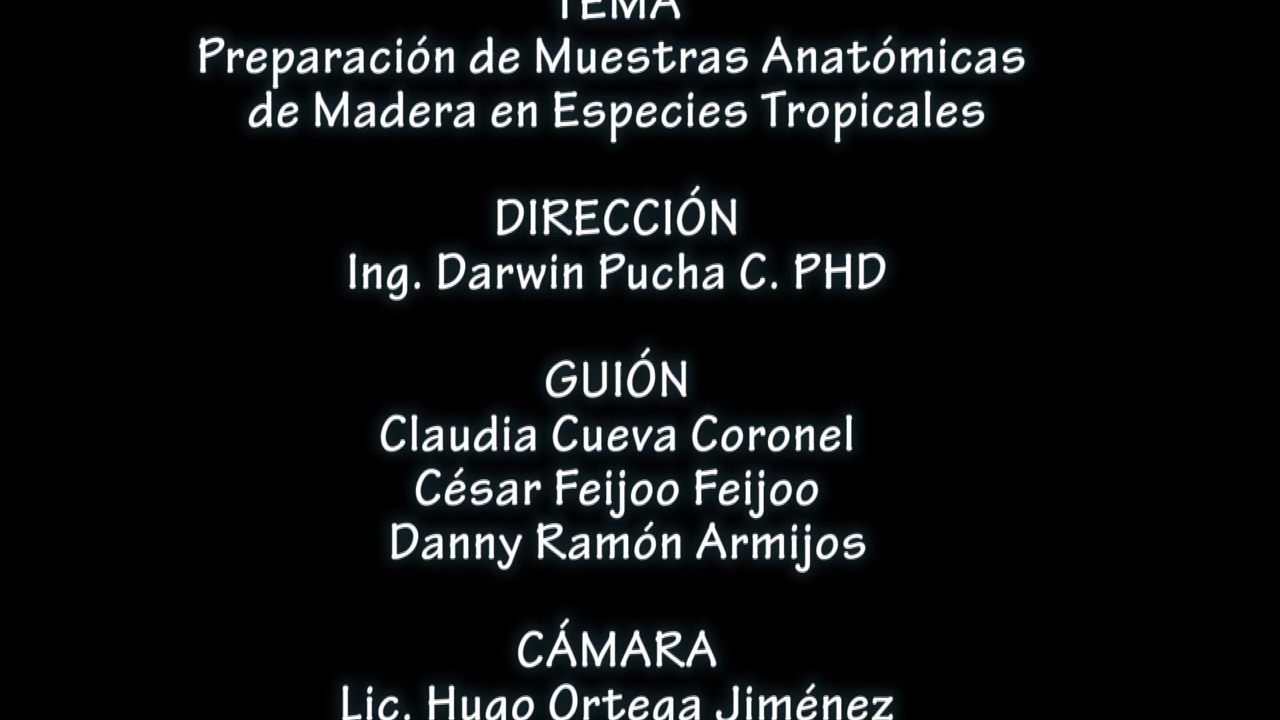 TEMA
Preparación de Muestras Anatómicas
de Madera en Especies Tropicales
DIRECCIÓN
Ing. Darwin Pucha C. PHD
GUIÓN
Claudia Cueva Coronel
César Feijoo Feijoo
Danny Ramón Armijos
CÁMARA
Lic. Hugo Ortega Jiménez